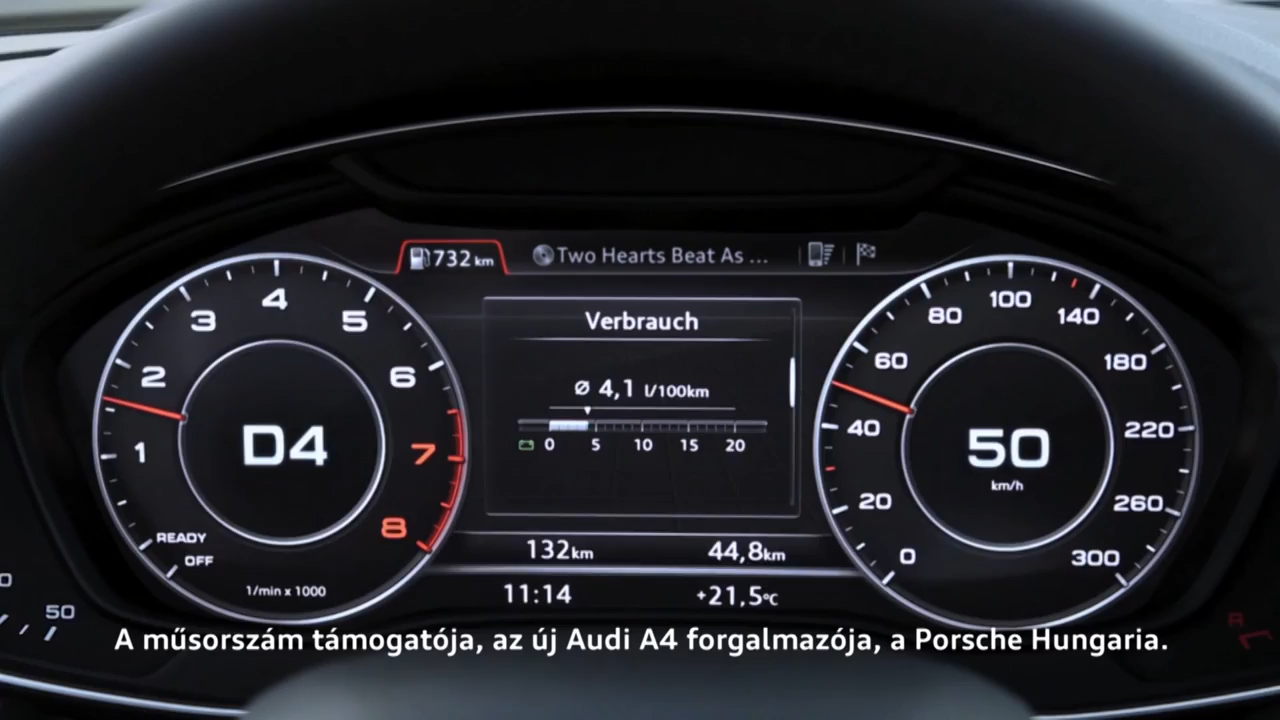 732 km
Two Hearts Beat As ...
Verbrauch
Ø 4,1 l/100km
0 5 10 15 20
132km 44,8km
11:14 +21,5°C
1 2 3 4 5 6 7 8
D4
READY
OFF
1/min x 1000
0 20 40 60 80 100 140 180 220 260 300
50
km/h
50
A műsorszám támogatója, az új Audi A4 forgalmazója, a Porsche Hungaria.